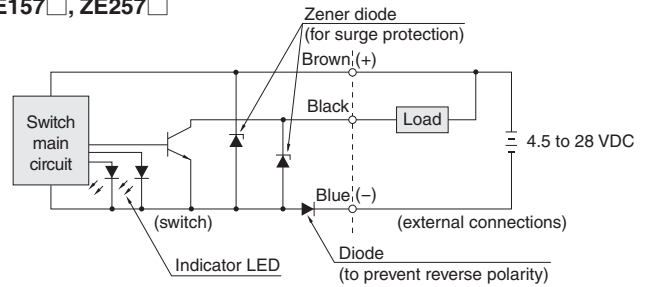 E157□, ZE257□
Zener diode
(for surge protection)
Brown (+)
Black
Load
Switch
main
circuit
4.5 to 28 VDC
Blue (−)
(switch)
(external connections)
Indicator LED
Diode
(to prevent reverse polarity)